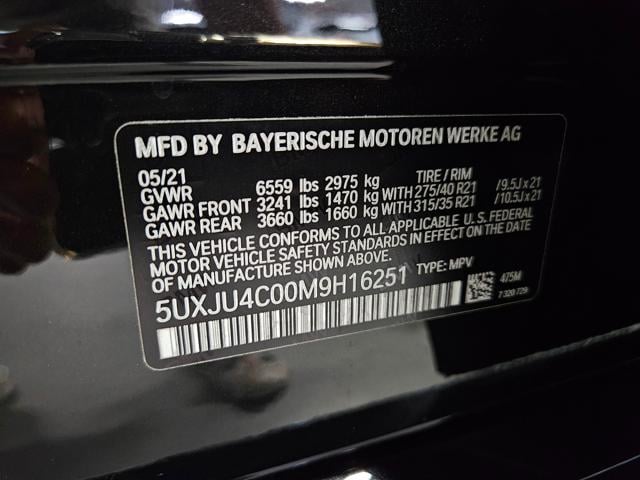 MFD BY BAYERISCHE MOTOREN WERKE AG
05/21 TIRE / RIM
GVWR 6559 lbs 2975 kg
GAWR FRONT 3241 lbs 1470 kg WITH 275/40 R21 /9.5J x 21
GAWR REAR 3660 lbs 1660 kg WITH 315/35 R21 /10.5J x 21
THIS VEHICLE CONFORMS TO ALL APPLICABLE U.S. FEDERAL
MOTOR VEHICLE SAFETY STANDARDS IN EFFECT ON THE
DATE OF MANUFACTURE SHOWN ABOVE.
5UXJU4C00M9H16251 TYPE: MPV
475M
7 320 729